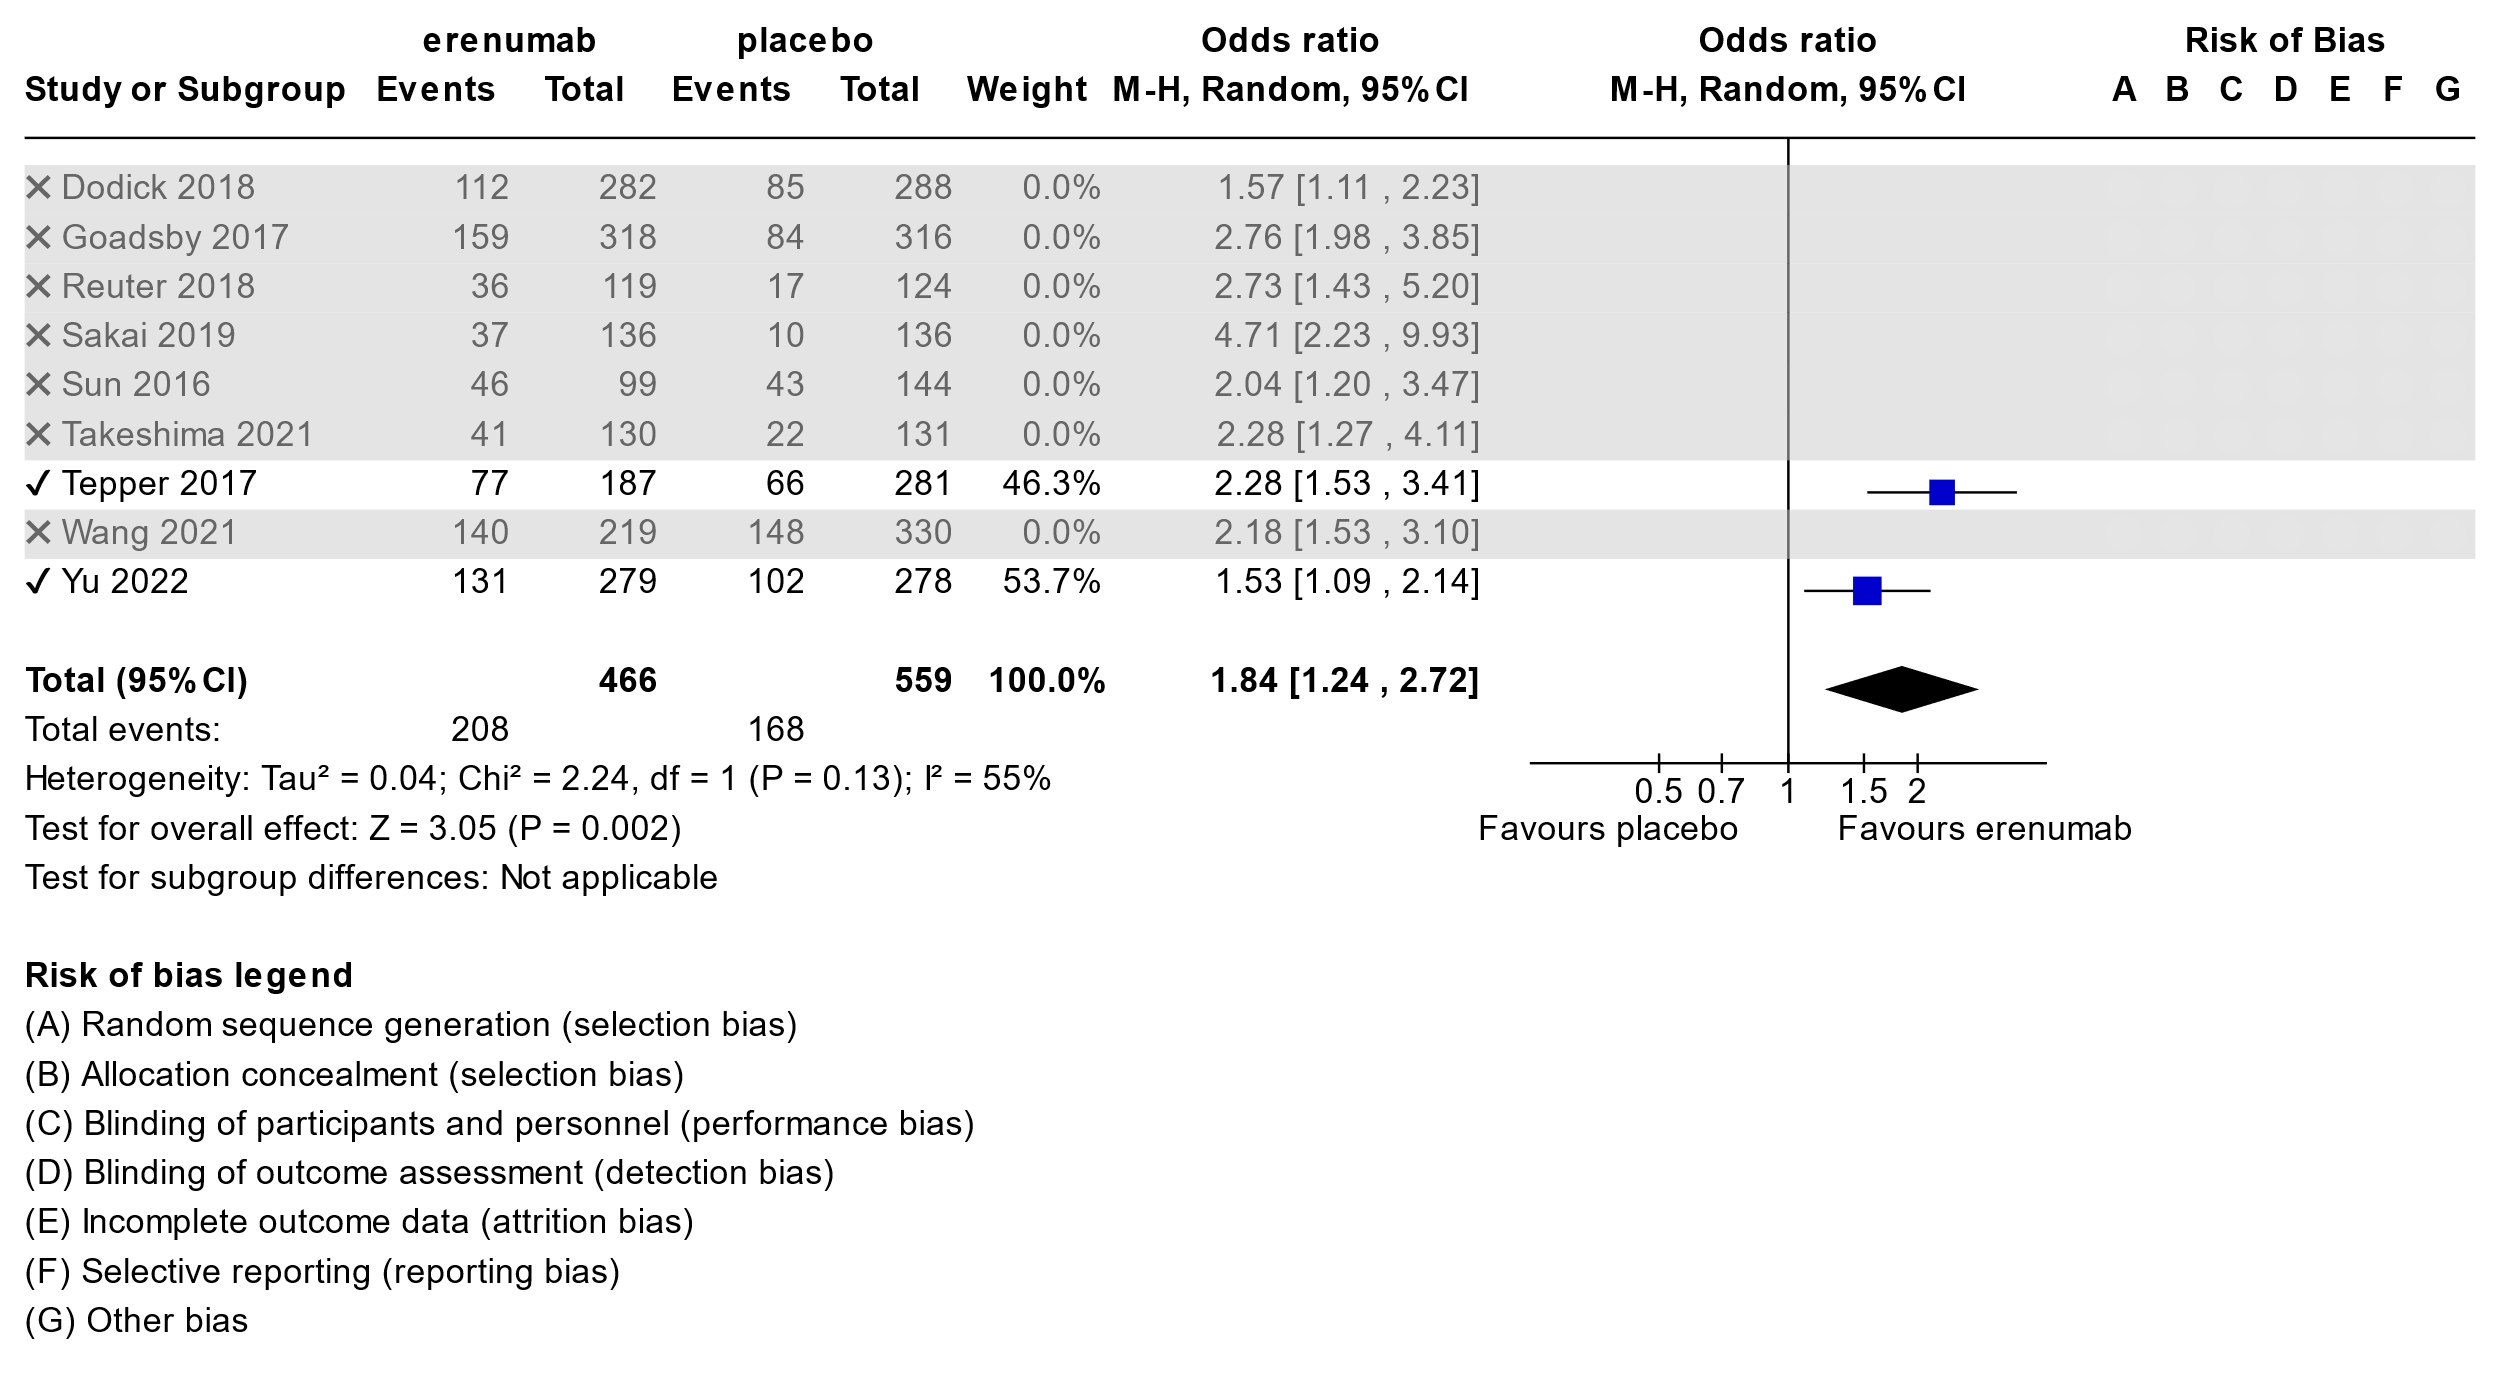 erenumab placebo Odds ratio Odds ratio Risk of Bias
Study or Subgroup Events Total Events Total Weight M-H, Random, 95% CI M-H, Random, 95% CI A B C D E F G
✕ Dodick 2018 112 282 85 288 0.0% 1.57 [1.11 , 2.23]
✕ Goadsby 2017 159 318 84 316 0.0% 2.76 [1.98 , 3.85]
✕ Reuter 2018 36 119 17 124 0.0% 2.73 [1.43 , 5.20]
✕ Sakai 2019 37 136 10 136 0.0% 4.71 [2.23 , 9.93]
✕ Sun 2016 46 99 43 144 0.0% 2.04 [1.20 , 3.47]
✕ Takeshima 2021 41 130 22 131 0.0% 2.28 [1.27 , 4.11]
✓ Tepper 2017 77 187 66 281 46.3% 2.28 [1.53 , 3.41]
✕ Wang 2021 140 219 148 330 0.0% 2.18 [1.53 , 3.10]
✓ Yu 2022 131 279 102 278 53.7% 1.53 [1.09 , 2.14]
Total (95% CI) 466 559 100.0% 1.84 [1.24 , 2.72]
Total events: 208 168
Heterogeneity: Tau² = 0.04; Chi² = 2.24, df = 1 (P = 0.13); I² = 55%
0.5 0.7 1 1.5 2
Test for overall effect: Z = 3.05 (P = 0.002)
Favours placebo Favours erenumab
Test for subgroup differences: Not applicable
Risk of bias legend
(A) Random sequence generation (selection bias)
(B) Allocation concealment (selection bias)
(C) Blinding of participants and personnel (performance bias)
(D) Blinding of outcome assessment (detection bias)
(E) Incomplete outcome data (attrition bias)
(F) Selective reporting (reporting bias)
(G) Other bias